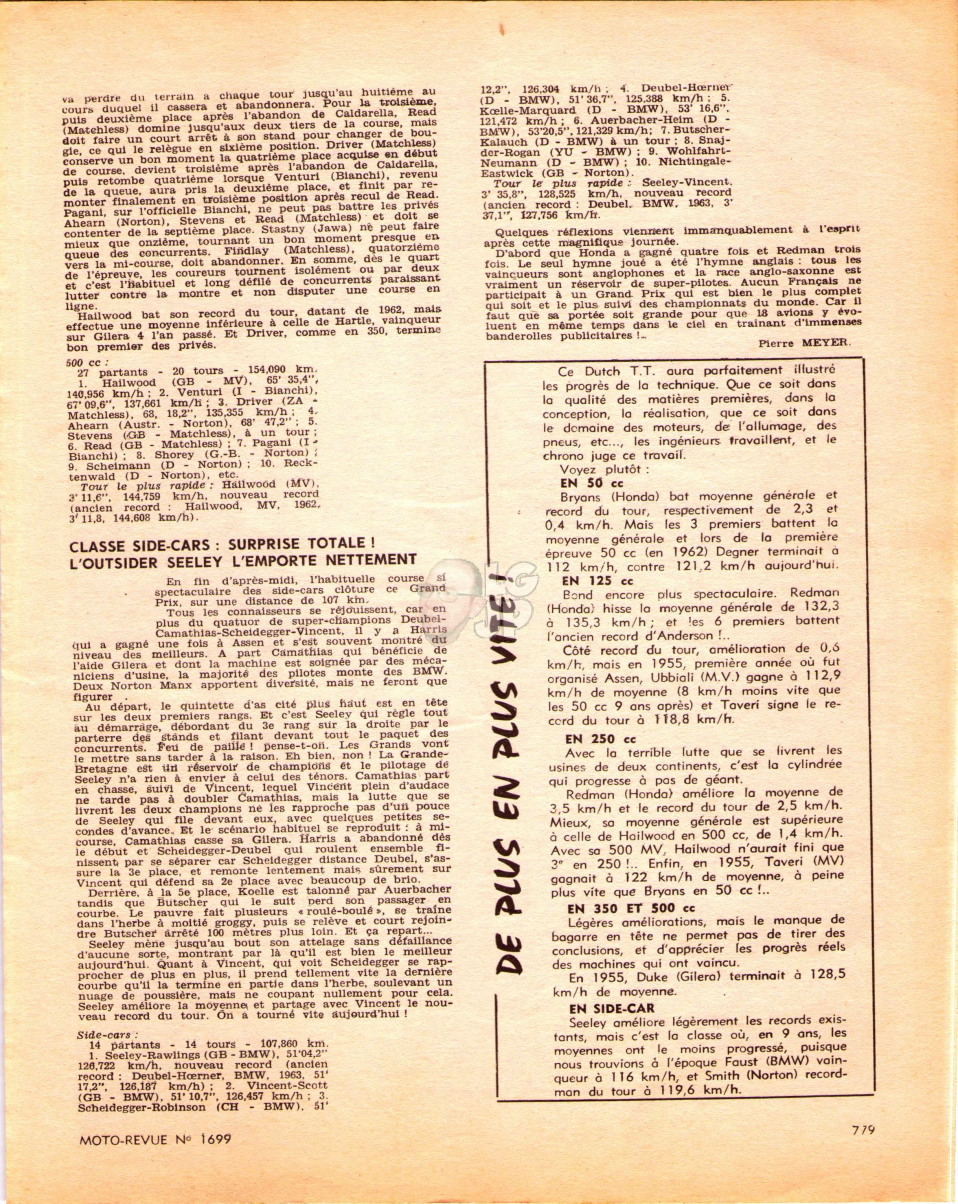 va perdre du terrain a chaque tour jusqu'au huitième au
cours duquel il cassera et abandonnera. Pour la troisième,
puis deuxième place après l'abandon de Caldarella, Read
(Matchless) domine jusqu'aux deux tiers de la course, mais
doit faire un court arrêt à son stand pour changer de bou-
gie, ce qui le relègue en sixième position. Driver (Matchless)
conserve un bon moment la quatrième place acquise en début
de course, devient troisième après l'abandon de Caldarella,
puis retombe quatrième lorsque Venturi (Bianchi), revenu
de la queue, aura pris la deuxième place, et finit par re-
monter finalement en troisième position après recul de Read.
Pagani, sur l'officielle Bianchi, ne peut pas battre les privés
Ahearn (Norton), Stevens et Read (Matchless) et doit se
contenter de la septième place. Stastny (Jawa) ne peut faire
mieux que onzième, tournant un bon moment presque en
queue des concurrents. Findlay (Matchless), quatorzième
vers la mi-course, doit abandonner. En somme, dès le quart
de l'épreuve, les coureurs tournent isolément ou par deux
et c'est l'habituel et long défilé de concurrents paraissant
lutter contre la montre et non disputer une course en
ligne.
Hailwood bat son record du tour, datant de 1962, mais
effectue une moyenne inférieure à celle de Hartle, vainqueur
sur Gilera 4 l'an passé. Et Driver, comme en 350, termine
bon premier des privés.
500 cc :
27 partants - 20 tours - 154,090 km.
1. Hailwood (GB - MV), 65' 35,4",
140,956 km/h ; 2. Venturi (I - Bianchi),
67' 09,6", 137,661 km/h ; 3. Driver (ZA -
Matchless), 68, 18,2", 135,355 km/h ; 4.
Ahearn (Austr. - Norton), 68' 47,2" ; 5.
Stevens (GB - Matchless), à un tour ;
6. Read (GB - Matchless) ; 7. Pagani (I -
Bianchi) ; 8. Shorey (G.-B. - Norton) ;
9. Scheimann (D - Norton) ; 10. Reck-
tenwald (D - Norton), etc.
Tour le plus rapide : Hailwood (MV),
3' 11,6", 144,759 km/h, nouveau record
(ancien record : Hailwood, MV, 1962,
3' 11,8, 144,608 km/h).
CLASSE SIDE-CARS : SURPRISE TOTALE !
L'OUTSIDER SEELEY L'EMPORTE NETTEMENT
En fin d'après-midi, l'habituelle course si
spectaculaire des side-cars clôture ce Grand
Prix, sur une distance de 107 km.
Tous les connaisseurs se réjouissent, car en
plus du quatuor de super-champions Deubel-
Camathias-Scheidegger-Vincent, il y a Harris
qui a gagné une fois à Assen et s'est souvent montré du
niveau des meilleurs. A part Camathias qui bénéficie de
l'aide Gilera et dont la machine est soignée par des méca-
niciens d'usine, la majorité des pilotes monte des BMW.
Deux Norton Manx apportent diversité, mais ne feront que
figurer.
Au départ, le quintette d'as cité plus haut est en tête
sur les deux premiers rangs. Et c'est Seeley qui règle tout
au démarrage, débordant du 3e rang sur la droite par le
parterre des stands et filant devant tout le paquet des
concurrents. Feu de paille ! pense-t-on. Les Grands vont
le mettre sans tarder à la raison. Eh bien, non ! La Grande-
Bretagne est un réservoir de champions et le pilotage de
Seeley n'a rien à envier à celui des ténors. Camathias part
en chasse, suivi de Vincent, lequel Vincent plein d'audace
ne tarde pas à doubler Camathias, mais la lutte que se
livrent les deux champions ne les rapproche pas d'un pouce
de Seeley qui file devant eux, avec quelques petites se-
condes d'avance. Et le scénario habituel se reproduit : à mi-
course, Camathias casse sa Gilera. Harris a abandonné dès
le début et Scheidegger-Deubel qui roulent ensemble fi-
nissent par se séparer car Scheidegger distance Deubel, s'as-
sure la 3e place, et remonte lentement mais sûrement sur
Vincent qui défend sa 2e place avec beaucoup de brio.
Derrière, à la 5e place, Koelle est talonné par Auerbacher
tandis que Butscher qui le suit perd son passager en
courbe. Le pauvre fait plusieurs « roulé-boulé », se traîne
dans l'herbe à moitié groggy, puis se relève et court rejoin-
dre Butscher arrêté 100 mètres plus loin. Et ça repart...
Seeley mène jusqu'au bout son attelage sans défaillance
d'aucune sorte, montrant par là qu'il est bien le meilleur
aujourd'hui. Quant à Vincent, qui voit Scheidegger se rap-
procher de plus en plus, il prend tellement vite la dernière
courbe qu'il la termine en partie dans l'herbe, soulevant un
nuage de poussière, mais ne coupant nullement pour cela.
Seeley améliore la moyenne et partage avec Vincent le nou-
veau record du tour. On a tourné vite aujourd'hui !
Side-cars :
14 partants - 14 tours - 107,860 km.
1. Seeley-Rawlings (GB - BMW), 51'04,2"
126,722 km/h, nouveau record (ancien
record : Deubel-Hœrner, BMW, 1963, 51'
17,2", 126,187 km/h) ; 2. Vincent-Scott
(GB - BMW), 51' 10,7", 126,457 km/h ; 3.
Scheidegger-Robinson (CH - BMW), 51'
12,2", 126,304 km/h ; 4. Deubel-Hœrner
(D - BMW), 51' 36,7", 125,388 km/h ; 5.
Kœlle-Marquard (D - BMW), 53' 16,6",
121,472 km/h ; 6. Auerbacher-Heim (D -
BMW), 53'20,5", 121,329 km/h; 7. Butscher-
Kalauch (D - BMW) à un tour ; 8. Snaj-
der-Rogan (YU - BMW) ; 9. Wohlfahrt-
Neumann (D - BMW) ; 10. Nichtingale-
Eastwick (GB - Norton).
Tour le plus rapide : Seeley-Vincent,
3' 35,8", 128,525 km/h, nouveau record
(ancien record : Deubel, BMW, 1963, 3'
37,1", 127,756 km/h.
Quelques réflexions viennent immanquablement à l'esprit
après cette magnifique journée.
D'abord que Honda a gagné quatre fois et Redman trois
fois. Le seul hymne joué a été l'hymne anglais : tous les
vainqueurs sont anglophones et la race anglo-saxonne est
vraiment un réservoir de super-pilotes. Aucun Français ne
participait à un Grand Prix qui est bien le plus complet
qui soit et le plus suivi des championnats du monde. Car il
faut que sa portée soit grande pour que 18 avions y évo-
luent en même temps dans le ciel en trainant d'immenses
banderolles publicitaires !..
Pierre MEYER.
DE PLUS EN PLUS VITE !
Ce Dutch T.T. aura parfaitement illustré
les progrès de la technique. Que ce soit dans
la qualité des matières premières, dans la
conception, la réalisation, que ce soit dans
le domaine des moteurs, de l'allumage, des
pneus, etc..., les ingénieurs travaillent, et le
chrono juge ce travail.
Voyez plutôt :
EN 50 cc
Bryans (Honda) bat moyenne générale et
record du tour, respectivement de 2,3 et
0,4 km/h. Mais les 3 premiers battent la
moyenne générale et lors de la première
épreuve 50 cc (en 1962) Degner terminait à
112 km/h, contre 121,2 km/h aujourd'hui.
EN 125 cc
Bond encore plus spectaculaire. Redman
(Honda) hisse la moyenne générale de 132,3
à 135,3 km/h ; et les 6 premiers battent
l'ancien record d'Anderson !..
Côté record du tour, amélioration de 0,6
km/h, mais en 1955, première année où fut
organisé Assen, Ubbiali (M.V.) gagne à 112,9
km/h de moyenne (8 km/h moins vite que
les 50 cc 9 ans après) et Taveri signe le re-
cord du tour à 118,8 km/h.
EN 250 cc
Avec la terrible lutte que se livrent les
usines de deux continents, c'est la cylindrée
qui progresse à pas de géant.
Redman (Honda) améliore la moyenne de
3,5 km/h et le record du tour de 2,5 km/h.
Mieux, sa moyenne générale est supérieure
à celle de Hailwood en 500 cc, de 1,4 km/h.
Avec sa 500 MV, Hailwood n'aurait fini que
3e en 250 !.. Enfin, en 1955, Taveri (MV)
gagnait à 122 km/h de moyenne, à peine
plus vite que Bryans en 50 cc !..
EN 350 ET 500 cc
Légères améliorations, mais le manque de
bagarre en tête ne permet pas de tirer des
conclusions, et d'apprécier les progrès réels
des machines qui ont vaincu.
En 1955, Duke (Gilera) terminait à 128,5
km/h de moyenne.
EN SIDE-CAR
Seeley améliore légèrement les records exis-
tants, mais c'est la classe où, en 9 ans, les
moyennes ont le moins progressé, puisque
nous trouvions à l'époque Faust (BMW) vain-
queur à 116 km/h, et Smith (Norton) record-
man du tour à 119,6 km/h.
MOTO-REVUE No 1699
779